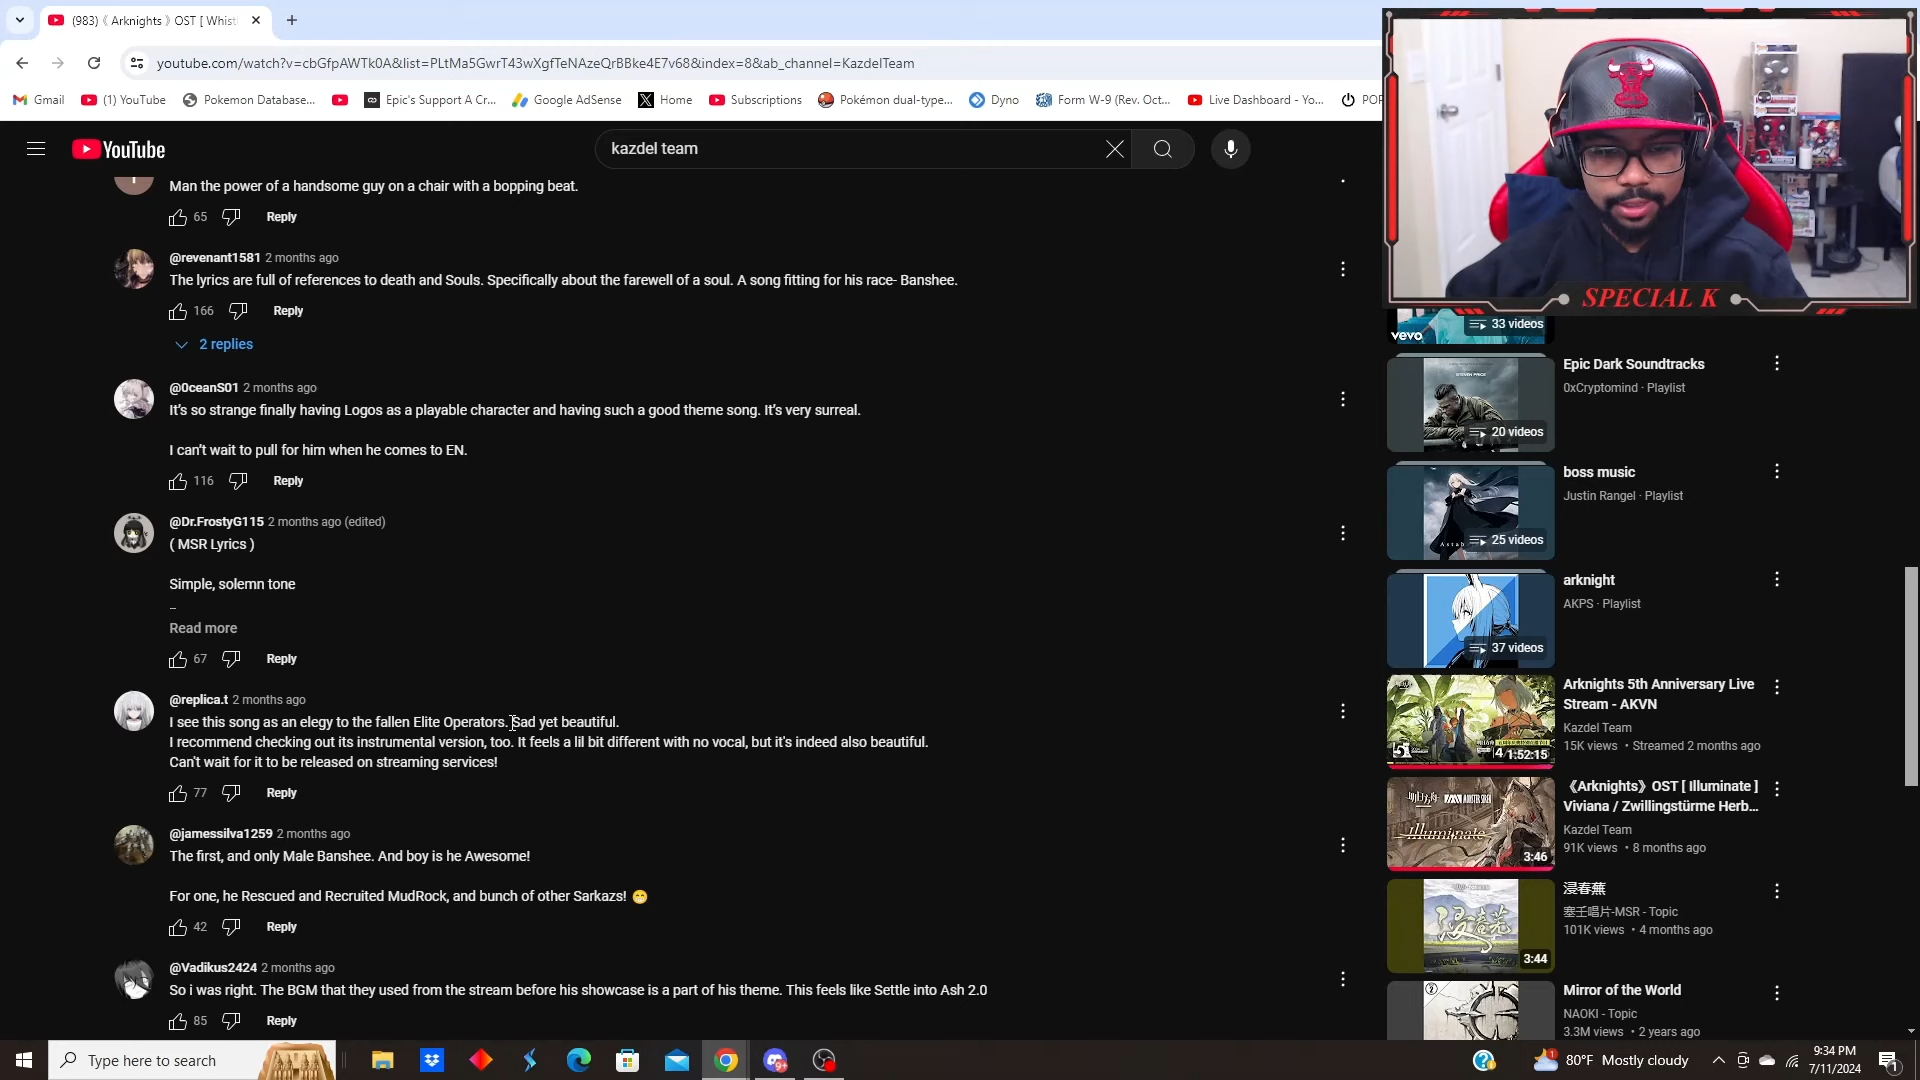 (983)《 Arknights 》OST [ Whist
youtube.com/watch?v=cbGfpAWTk0A&list=PLtMa5GwrT43wXgfTeNAzeQrBBke4E7v68&index=8&ab_channel=KazdelTeam
Gmail
(1) YouTube
Pokemon Database...
Epic's Support A Cr...
Google AdSense
Home
Subscriptions
Pokémon dual-type...
Dyno
Form W-9 (Rev. Oct...
Live Dashboard - Yo...
POP
YouTube
kazdel team
SPECIAL K
Man the power of a handsome guy on a chair with a bopping beat.
65
Reply
@revenant1581 2 months ago
The lyrics are full of references to death and Souls. Specifically about the farewell of a soul. A song fitting for his race- Banshee.
166
Reply
2 replies
@0ceanS01 2 months ago
It's so strange finally having Logos as a playable character and having such a good theme song. It's very surreal.
I can't wait to pull for him when he comes to EN.
116
Reply
@Dr.FrostyG115 2 months ago (edited)
( MSR Lyrics )
Simple, solemn tone
Read more
67
Reply
@replica.t 2 months ago
I see this song as an elegy to the fallen Elite Operators. Sad yet beautiful.
I recommend checking out its instrumental version, too. It feels a lil bit different with no vocal, but it's indeed also beautiful.
Can't wait for it to be released on streaming services!
77
Reply
@jamessilva1259 2 months ago
The first, and only Male Banshee. And boy is he Awesome!
For one, he Rescued and Recruited MudRock, and bunch of other Sarkazs! 😁
42
Reply
@Vadikus2424 2 months ago
So i was right. The BGM that they used from the stream before his showcase is a part of his theme. This feels like Settle into Ash 2.0
85
Reply
vevo
33 videos
STEVEN PRICE
20 videos
Epic Dark Soundtracks
0xCryptomind · Playlist
Astab
25 videos
boss music
Justin Rangel · Playlist
37 videos
arknight
AKPS · Playlist
1:52:15
Arknights 5th Anniversary Live
Stream - AKVN
Kazdel Team
15K views • Streamed 2 months ago
Illuminate
3:46
《Arknights》OST [ Illuminate ]
Viviana / Zwillingstürme Herb...
Kazdel Team
91K views • 8 months ago
浸春蕪
3:44
浸春蕪
塞壬唱片-MSR - Topic
101K views • 4 months ago
Mirror of the World
NAOKI - Topic
3.3M views • 2 years ago
Type here to search
9+
80°F Mostly cloudy
9:34 PM
7/11/2024
1